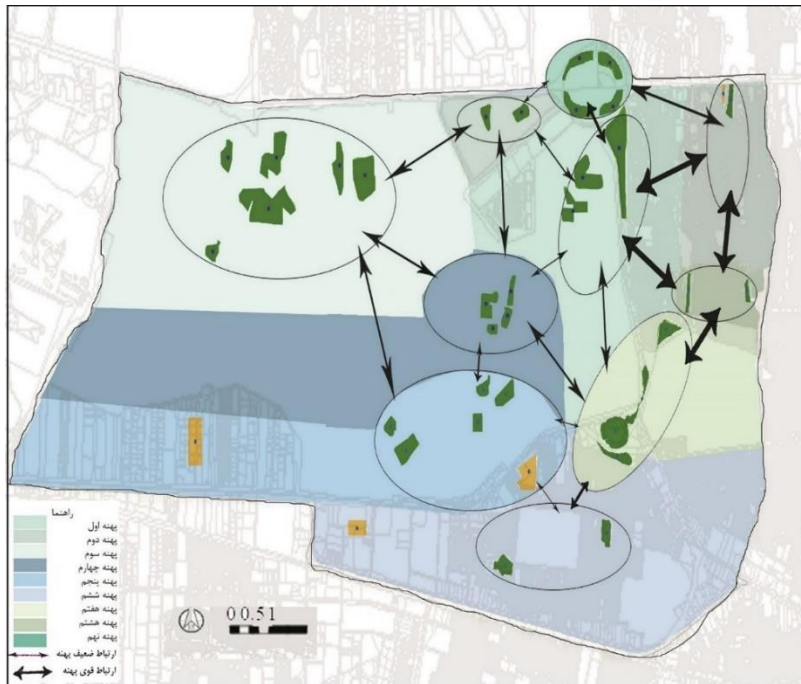 0 0.5 1
راهنما
پهنه اول
پهنه دوم
پهنه سوم
پهنه چهارم
پهنه پنجم
پهنه ششم
پهنه هفتم
پهنه هشتم
پهنه نهم
ارتباط ضعیف پهنه
ارتباط قوی پهنه